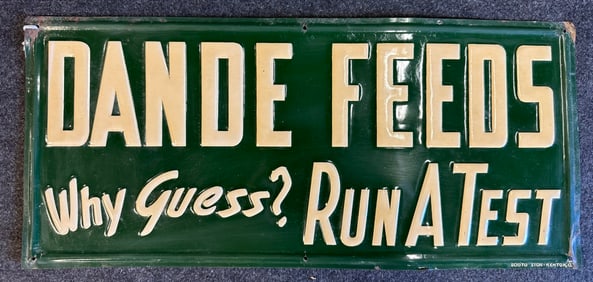 DANDE FEEDS
Why Guess? RUN A TEST